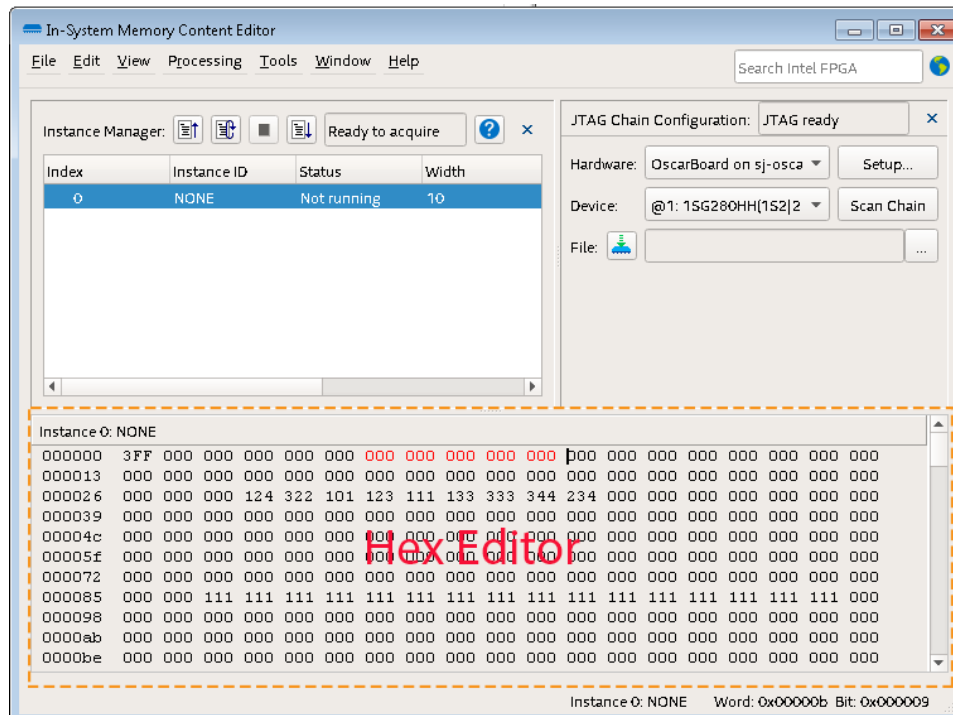 In-System Memory Content Editor
File Edit View Processing Tools Window Help
Search Intel FPGA
Instance Manager: Ready to acquire
Index Instance ID Status Width
0 NONE Not running 10
JTAG Chain Configuration: JTAG ready
Hardware: OscarBoard on sj-osca Setup...
Device: @1: 1SG280HH(1S2|2 Scan Chain
File: ...
Instance 0: NONE
000000 3FF 000 000 000 000 000 000 000 000 000 000 000 000 000 000 000 000 000 000
000013 000 000 000 000 000 000 000 000 000 000 000 000 000 000 000 000 000 000 000
000026 000 000 000 124 322 101 123 111 133 333 344 234 000 000 000 000 000 000 000
000039 000 000 000 000 000 000 000 000 000 000 000 000 000 000 000 000 000 000 000
00004c 000 000 000 000 000 000 000 000 000 000 000 000 000 000 000 000 000 000 000
Hex Editor
00005f 000 000 000 000 000 000 000 000 000 000 000 000 000 000 000 000 000 000 000
000072 000 000 000 000 000 000 000 000 000 000 000 000 000 000 000 000 000 000 000
000085 000 000 111 111 111 111 111 111 111 111 111 111 111 111 111 111 111 111 000
000098 000 000 000 000 000 000 000 000 000 000 000 000 000 000 000 000 000 000 000
0000ab 000 000 000 000 000 000 000 000 000 000 000 000 000 000 000 000 000 000 000
0000be 000 000 000 000 000 000 000 000 000 000 000 000 000 000 000 000 000 000 000
Instance 0: NONE Word: 0x00000b Bit: 0x000009